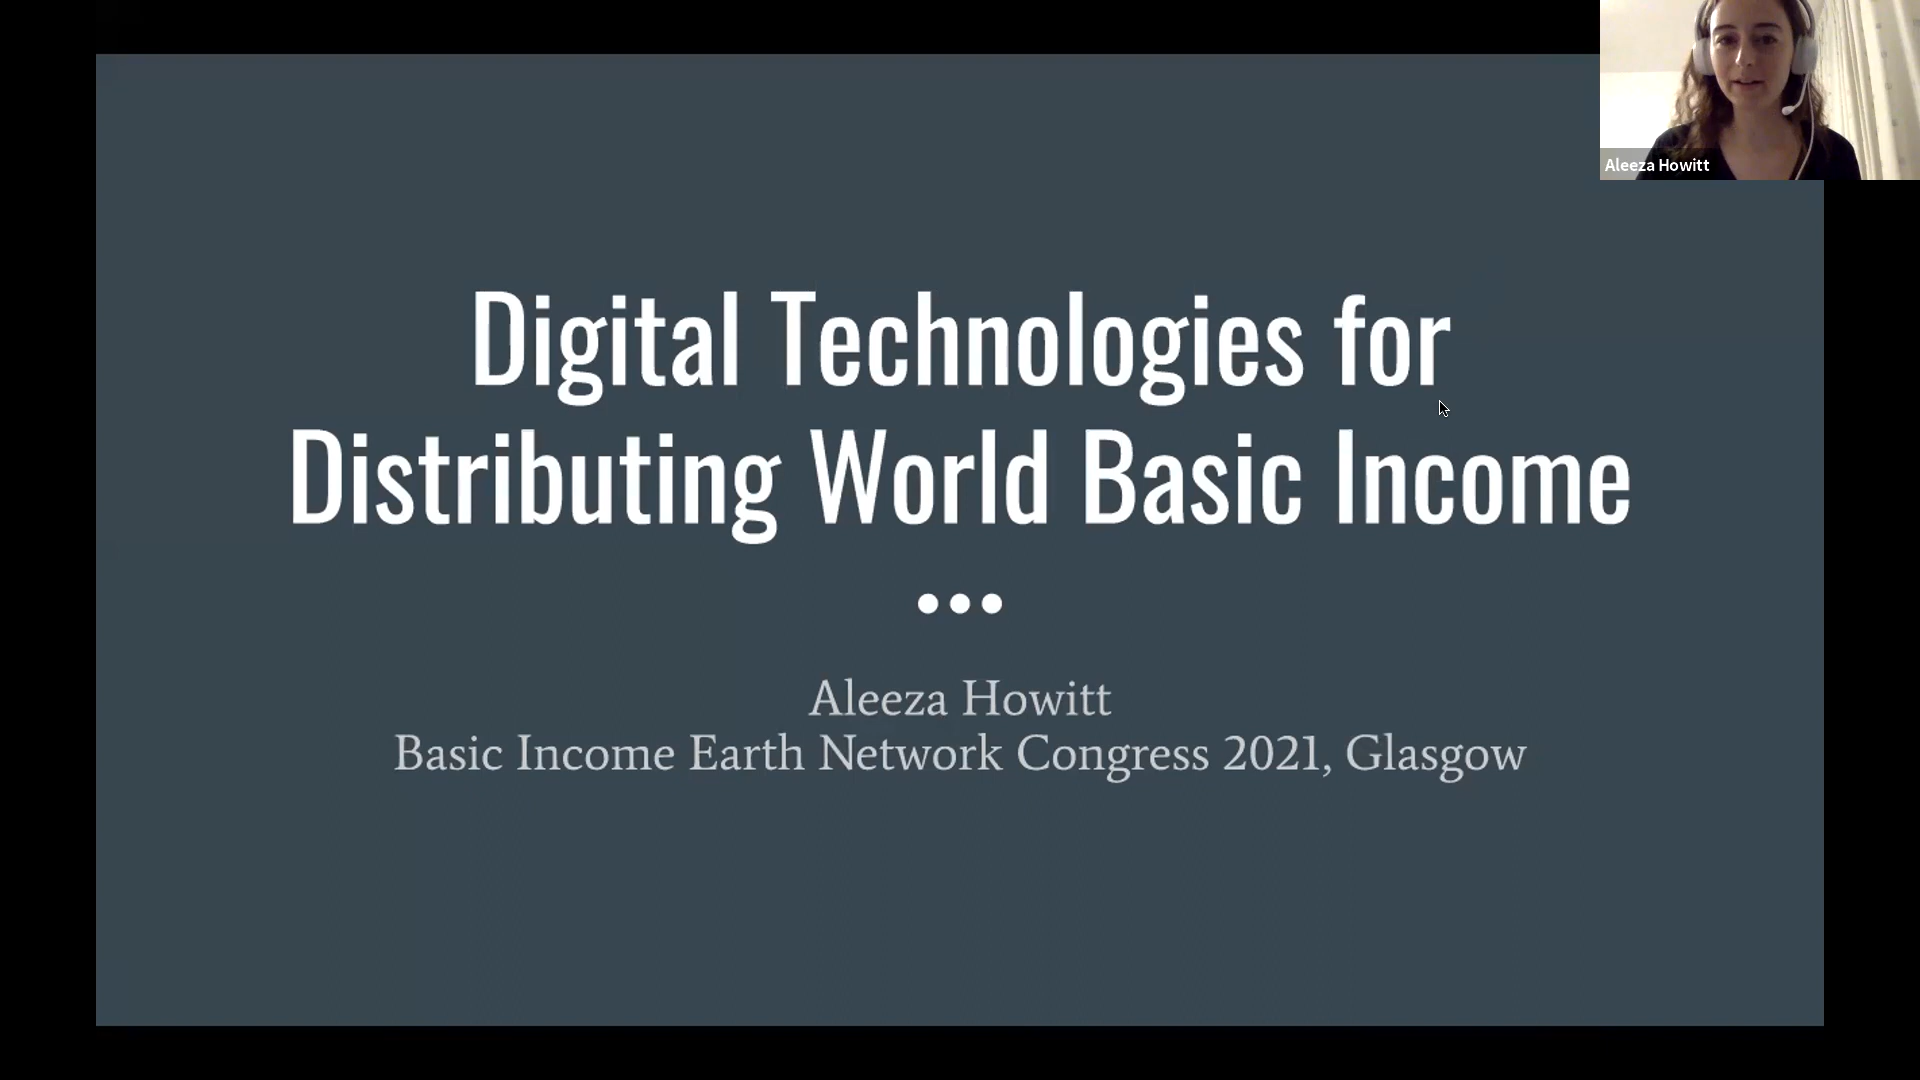 Aleeza Howitt
Digital Technologies for
Distributing World Basic Income
Aleeza Howitt
Basic Income Earth Network Congress 2021, Glasgow